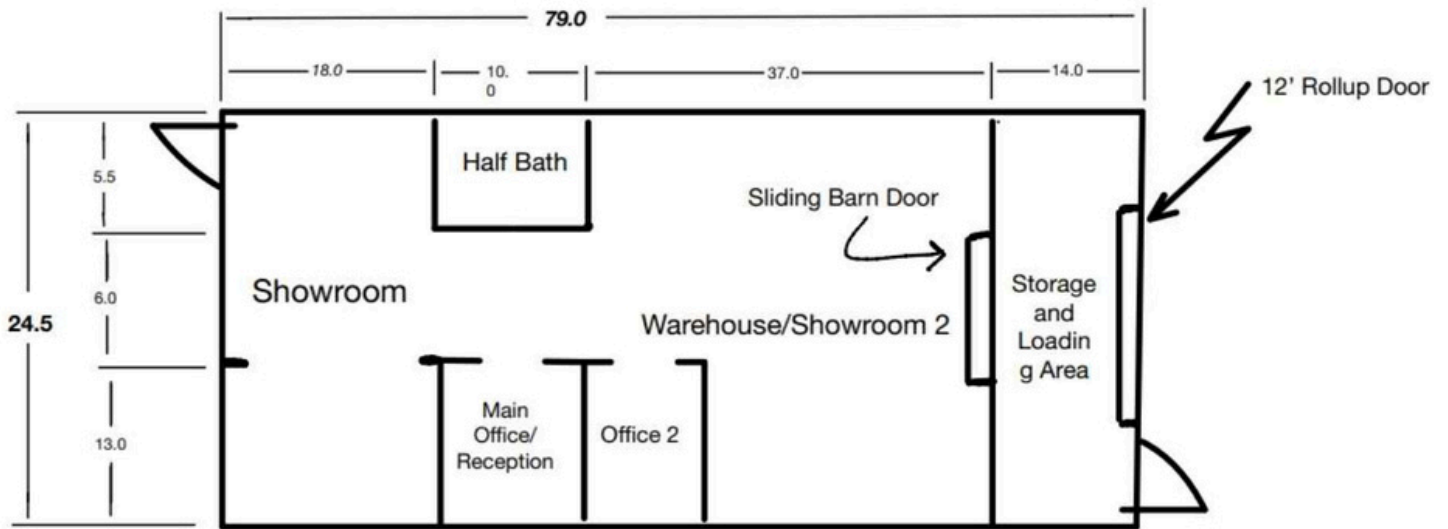 79.0
18.0
10.
0
37.0
14.0
12' Rollup Door
5.5
Half Bath
Sliding Barn Door
6.0
Showroom
24.5
Warehouse/Showroom 2
Storage
and
Loadin
g Area
13.0
Main
Office/
Reception
Office 2